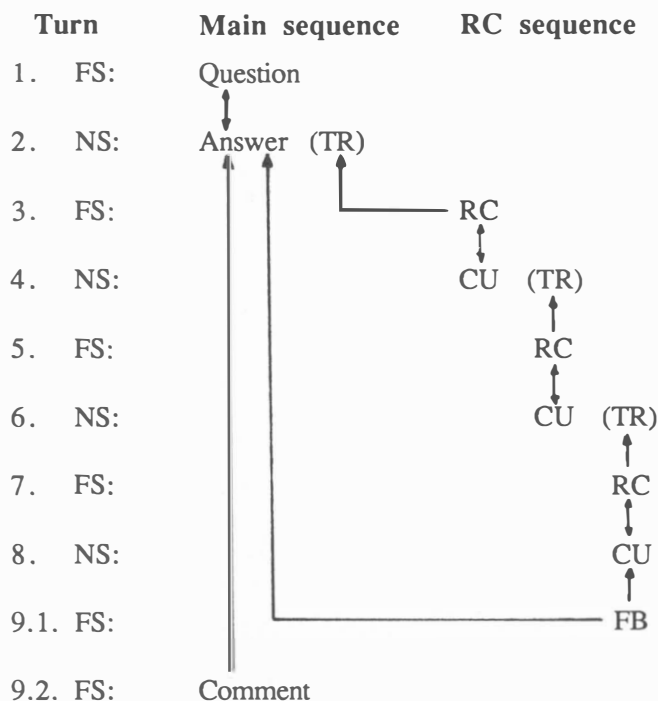 Turn Main sequence RC sequence
1. FS: Question
2. NS: Answer (TR)
3. FS: RC
4. NS: CU (TR)
5. FS: RC
6. NS: CU (TR)
7. FS: RC
8. NS: CU
9.1. FS: FB
9.2. FS: Comment